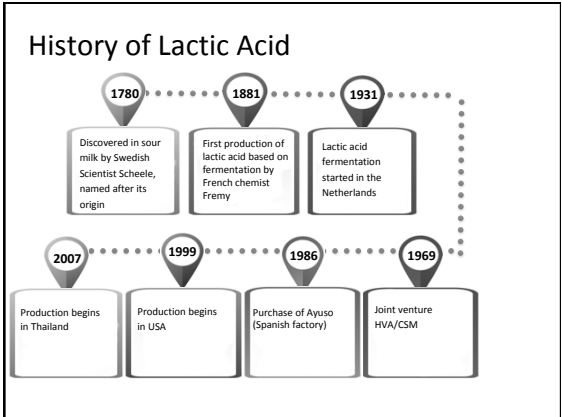 History of Lactic Acid
1780
Discovered in sour
milk by Swedish
Scientist Scheele,
named after its
origin
1881
First production of
lactic acid based on
fermentation by
French chemist
Fremy
1931
Lactic acid
fermentation
started in the
Netherlands
1969
Joint venture
HVA/CSM
1986
Purchase of Ayuso
(Spanish factory)
1999
Production begins
in USA
2007
Production begins
in Thailand